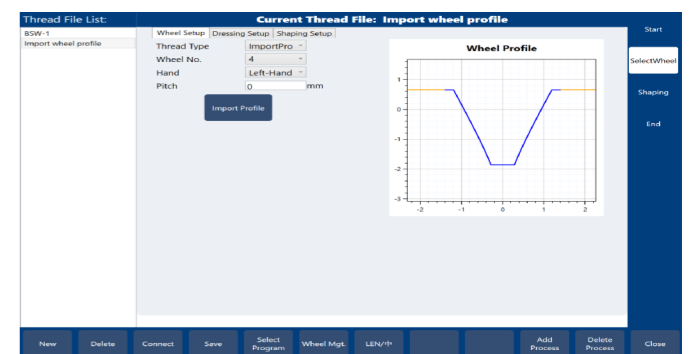 Thread File List:
Current Thread File: Import wheel profile
Start
BSW-1
Import wheel profile
Wheel Setup Dressing Setup Shaping Setup
Thread Type ImportPro
Wheel No. 4
Hand Left-Hand
Pitch 0 mm
Import Profile
Wheel Profile
1
0
-1
-2
-3
-2 -1 0 1 2
SelectWheel
Shaping
End
New Delete Connect Save Select Program Wheel Mgt. LEN/中 Add Process Delete Process Close